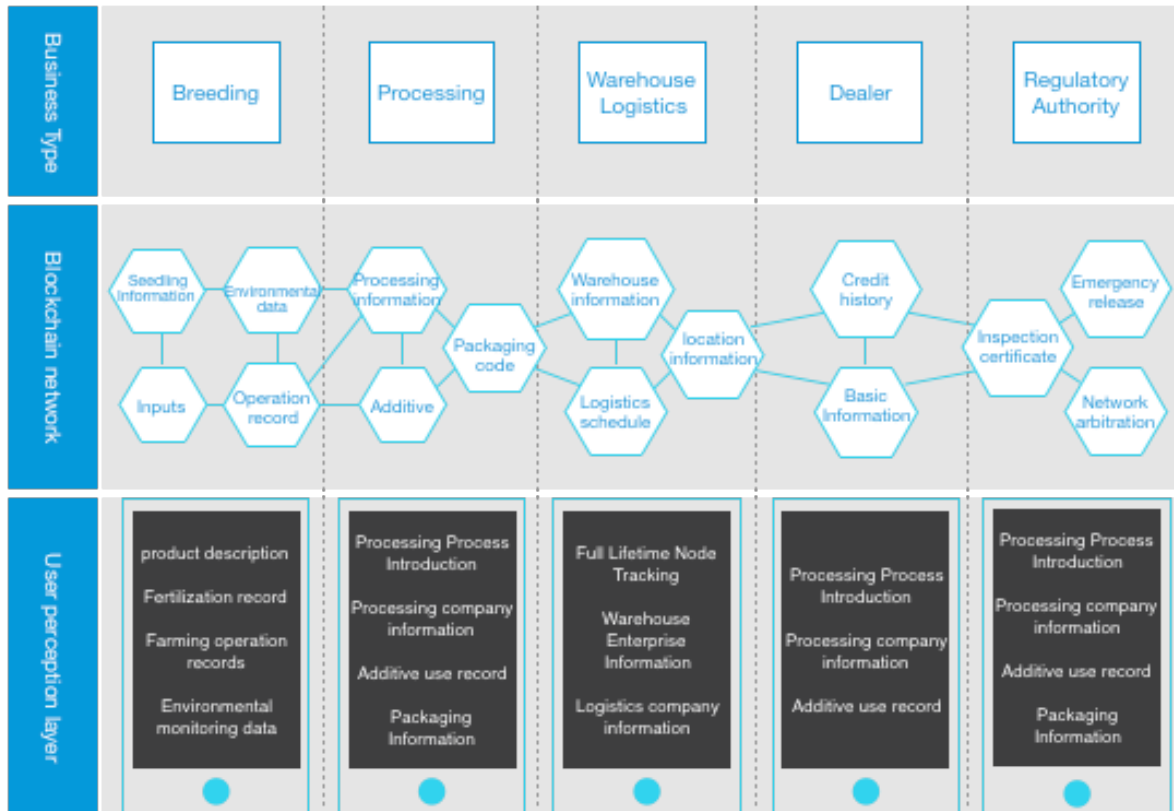 Business Type
Breeding
Processing
Warehouse
Logistics
Dealer
Regulatory
Authority
Blockchain network
Seedling
Information
Environmental
data
Processing
information
Warehouse
information
Credit
history
Emergency
release
Packaging
code
location
information
Inspection
certificate
Inputs
Operation
record
Additive
Logistics
schedule
Basic
Information
Network
arbitration
User perception layer
product description
Fertilization record
Farming operation
records
Environmental
monitoring data
Processing Process
Introduction
Processing company
information
Additive use record
Packaging
Information
Full Lifetime Node
Tracking
Warehouse
Enterprise
Information
Logistics company
information
Processing Process
Introduction
Processing company
information
Additive use record
Processing Process
Introduction
Processing company
information
Additive use record
Packaging
Information